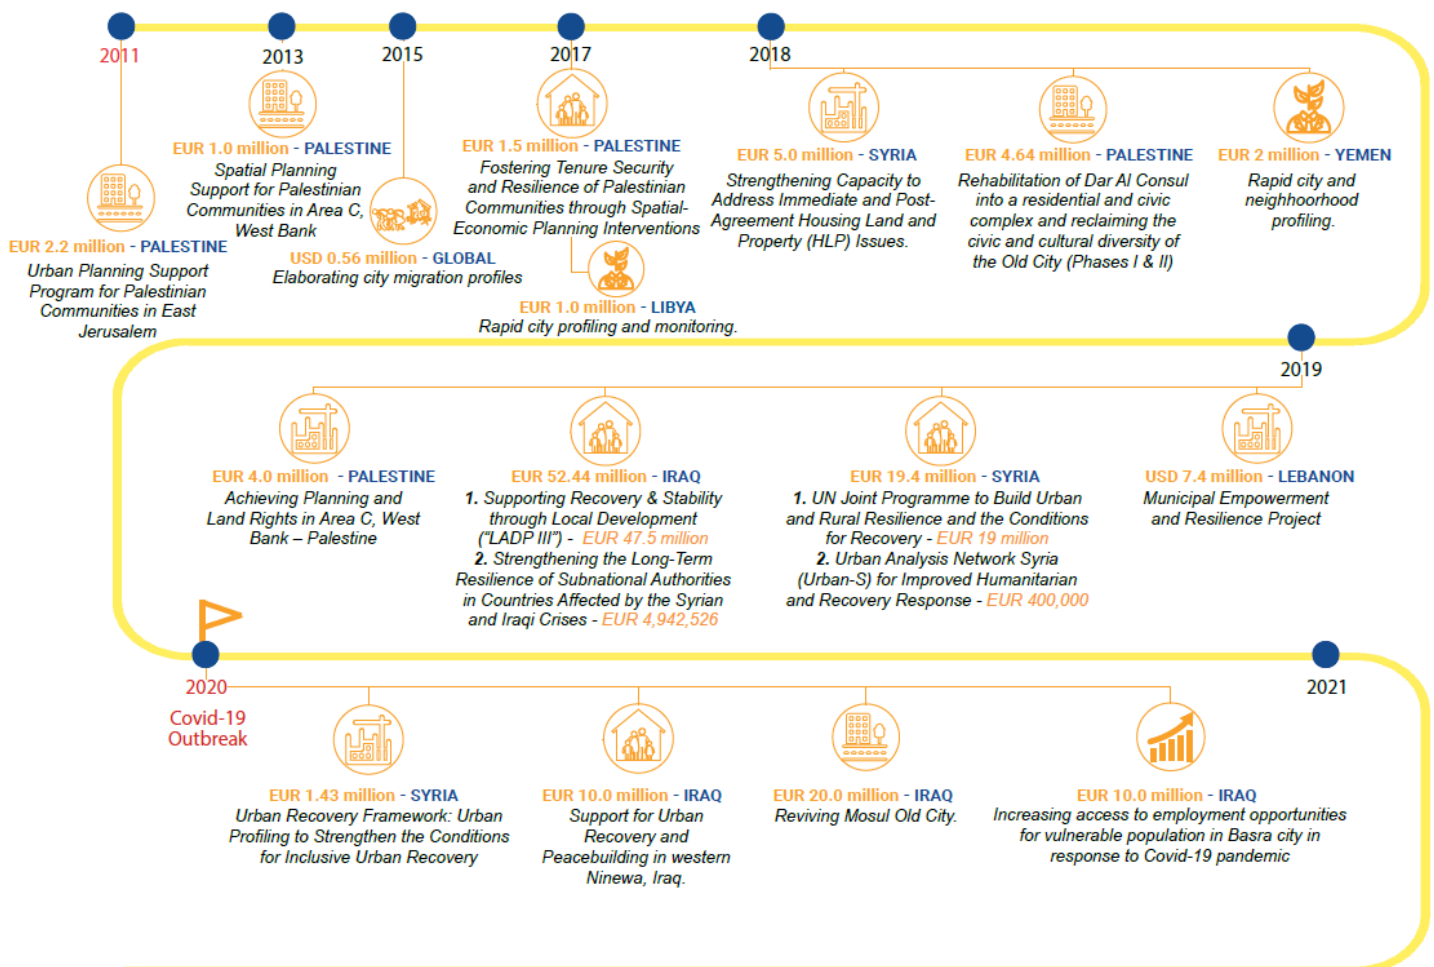 2011
2013
2015
2017
2018
EUR 2.2 million - PALESTINE
Urban Planning Support
Program for Palestinian
Communities in East
Jerusalem
EUR 1.0 million - PALESTINE
Spatial Planning
Support for Palestinian
Communities in Area C,
West Bank
USD 0.56 million - GLOBAL
Elaborating city migration profiles
EUR 1.5 million - PALESTINE
Fostering Tenure Security
and Resilience of Palestinian
Communities through Spatial-
Economic Planning Interventions
EUR 1.0 million - LIBYA
Rapid city profiling and monitoring.
EUR 5.0 million - SYRIA
Strengthening Capacity to
Address Immediate and Post-
Agreement Housing Land and
Property (HLP) Issues.
EUR 4.64 million - PALESTINE
Rehabilitation of Dar Al Consul
into a residential and civic
complex and reclaiming the
civic and cultural diversity of
the Old City (Phases I & II)
EUR 2 million - YEMEN
Rapid city and
neighhoorhood
profiling.
2019
EUR 4.0 million - PALESTINE
Achieving Planning and
Land Rights in Area C, West
Bank – Palestine
EUR 52.44 million - IRAQ
1. Supporting Recovery & Stability
through Local Development
(“LADP III”) - EUR 47.5 million
2. Strengthening the Long-Term
Resilience of Subnational Authorities
in Countries Affected by the Syrian
and Iraqi Crises - EUR 4,942,526
EUR 19.4 million - SYRIA
1. UN Joint Programme to Build Urban
and Rural Resilience and the Conditions
for Recovery - EUR 19 million
2. Urban Analysis Network Syria
(Urban-S) for Improved Humanitarian
and Recovery Response - EUR 400,000
USD 7.4 million - LEBANON
Municipal Empowerment
and Resilience Project
2020
Covid-19
Outbreak
2021
EUR 1.43 million - SYRIA
Urban Recovery Framework: Urban
Profiling to Strengthen the Conditions
for Inclusive Urban Recovery
EUR 10.0 million - IRAQ
Support for Urban
Recovery and
Peacebuilding in western
Ninewa, Iraq.
EUR 20.0 million - IRAQ
Reviving Mosul Old City.
EUR 10.0 million - IRAQ
Increasing access to employment opportunities
for vulnerable population in Basra city in
response to Covid-19 pandemic